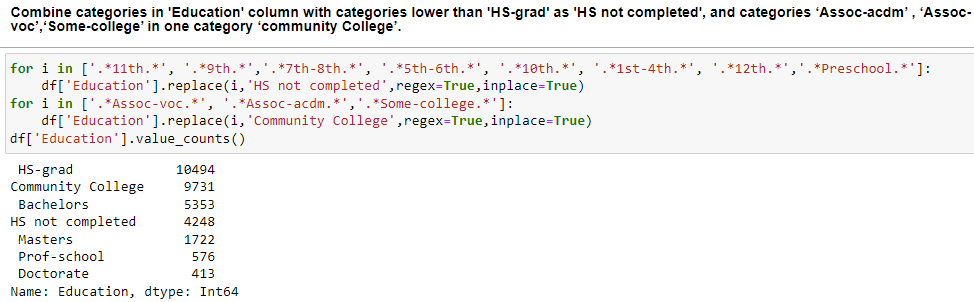 Combine categories in 'Education' column with categories lower than 'HS-grad' as 'HS not completed', and categories ‘Assoc-acdm’ , ‘Assoc-
voc’,‘Some-college’ in one category ‘community College’.
for i in ['.*11th.*', '.*9th.*','.*7th-8th.*', '.*5th-6th.*', '.*10th.*', '.*1st-4th.*', '.*12th.*','.*Preschool.*']:
    df['Education'].replace(i,'HS not completed',regex=True,inplace=True)
for i in ['.*Assoc-voc.*', '.*Assoc-acdm.*','.*Some-college.*']:
    df['Education'].replace(i,'Community College',regex=True,inplace=True)
df['Education'].value_counts()
 HS-grad             10494
Community College     9731
 Bachelors            5353
HS not completed      4248
 Masters              1722
 Prof-school           576
 Doctorate             413
Name: Education, dtype: Int64